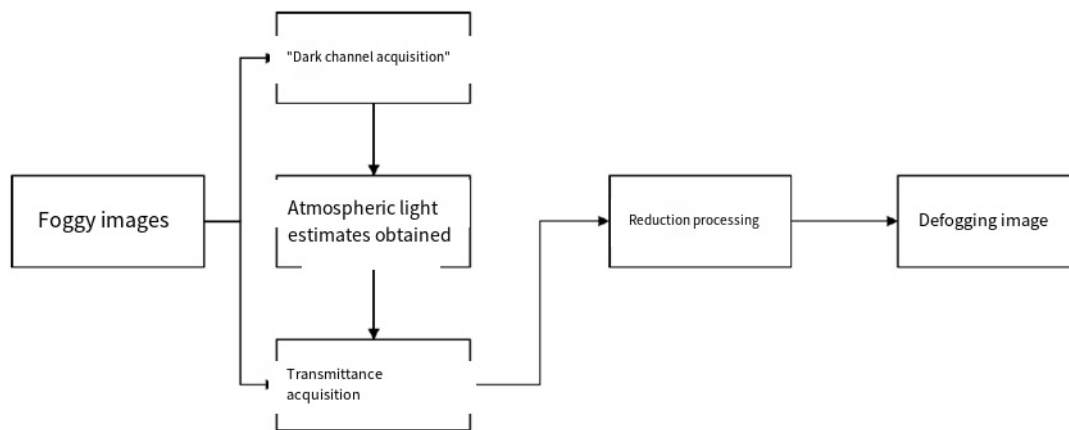 "Dark channel acquisition"
Foggy images
Atmospheric light
estimates obtained
Reduction processing
Defogging image
Transmittance
acquisition